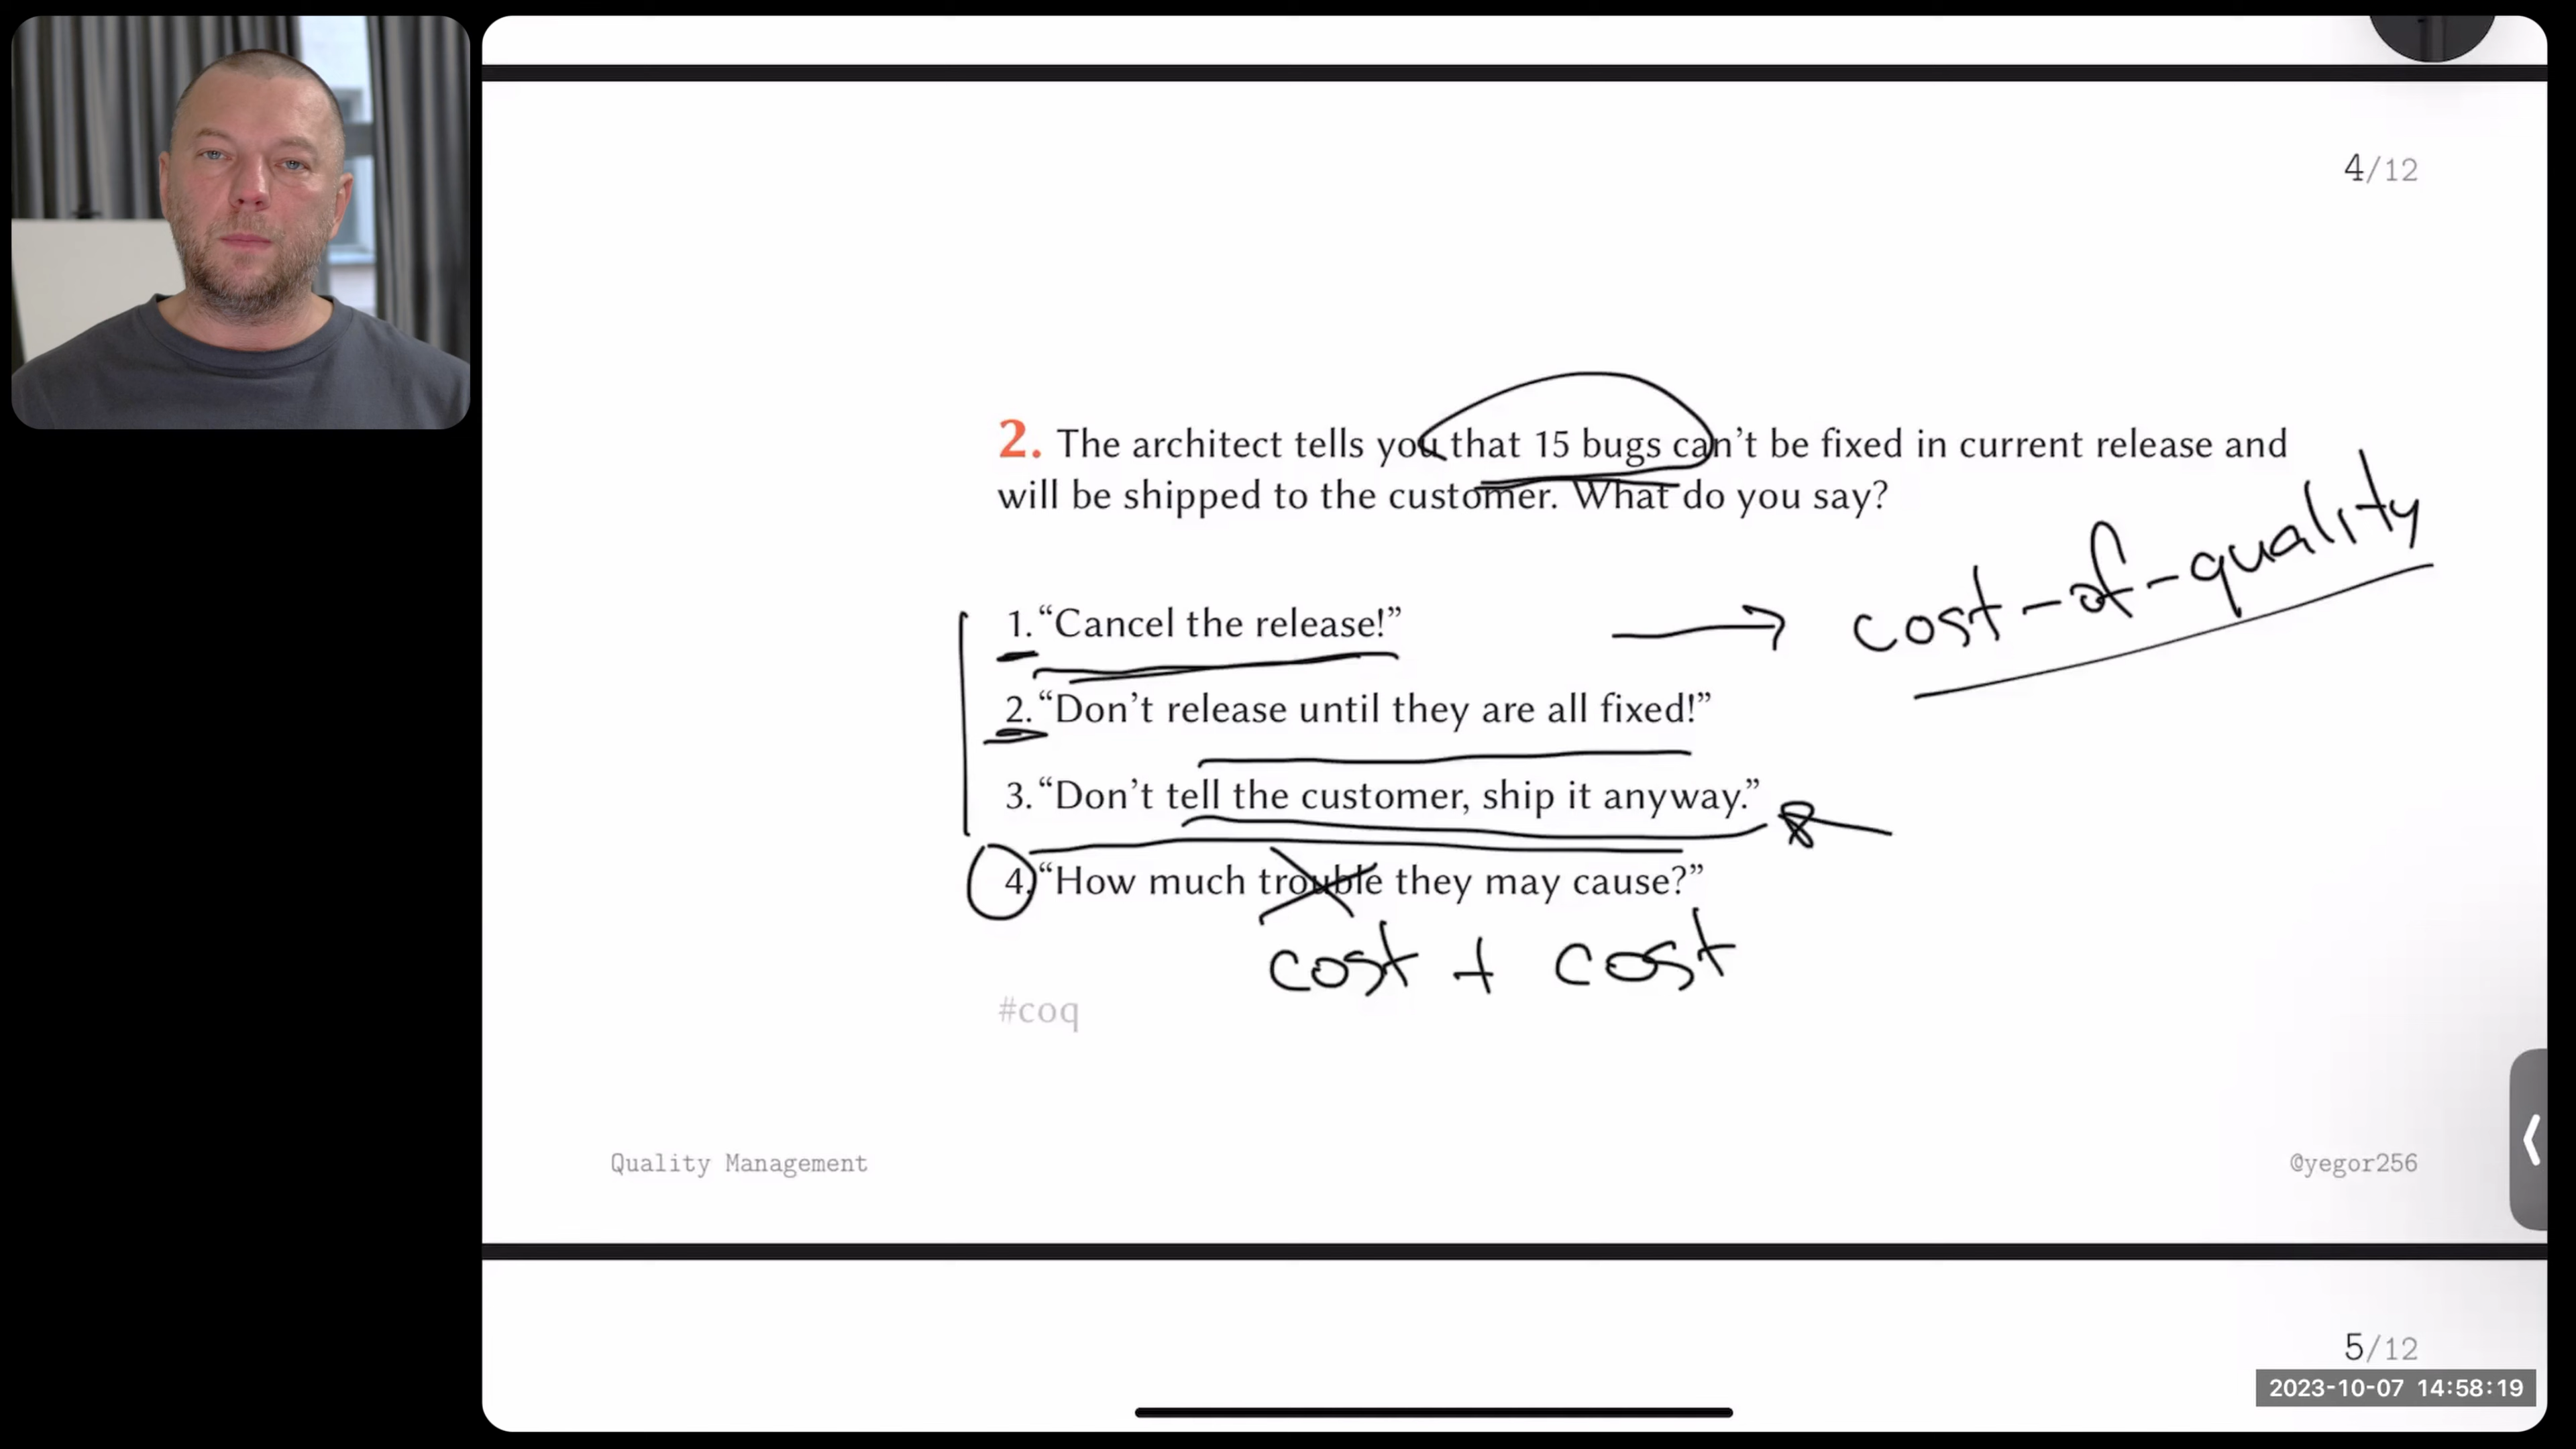 4/12
2. The architect tells you that 15 bugs can’t be fixed in current release and
will be shipped to the customer. What do you say?
cost-of-quality
1. “Cancel the release!”
2. “Don’t release until they are all fixed!”
3. “Don’t tell the customer, ship it anyway.”
4. “How much trouble they may cause?”
cost + cost
#coq
Quality Management
@yegor256
5/12
2023-10-07 14:58:19